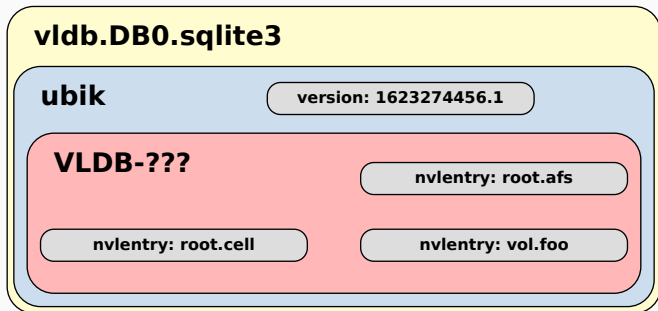 vldb.DB0.sqlite3
ubik
version: 1623274456.1
VLDB-???
nvlentry: root.afs
nvlentry: root.cell
nvlentry: vol.foo